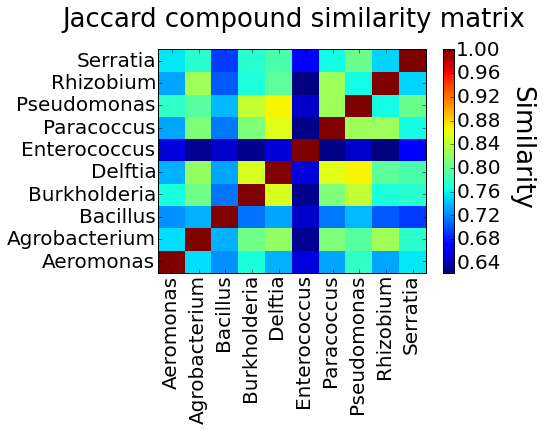 Jaccard compound similarity matrix
Serratia
Rhizobium
Pseudomonas
Paracoccus
Enterococcus
Delftia
Burkholderia
Bacillus
Agrobacterium
Aeromonas
Aeromonas
Agrobacterium
Bacillus
Burkholderia
Delftia
Enterococcus
Paracoccus
Pseudomonas
Rhizobium
Serratia
1.00
0.96
0.92
0.88
0.84
0.80
0.76
0.72
0.68
0.64
Similarity